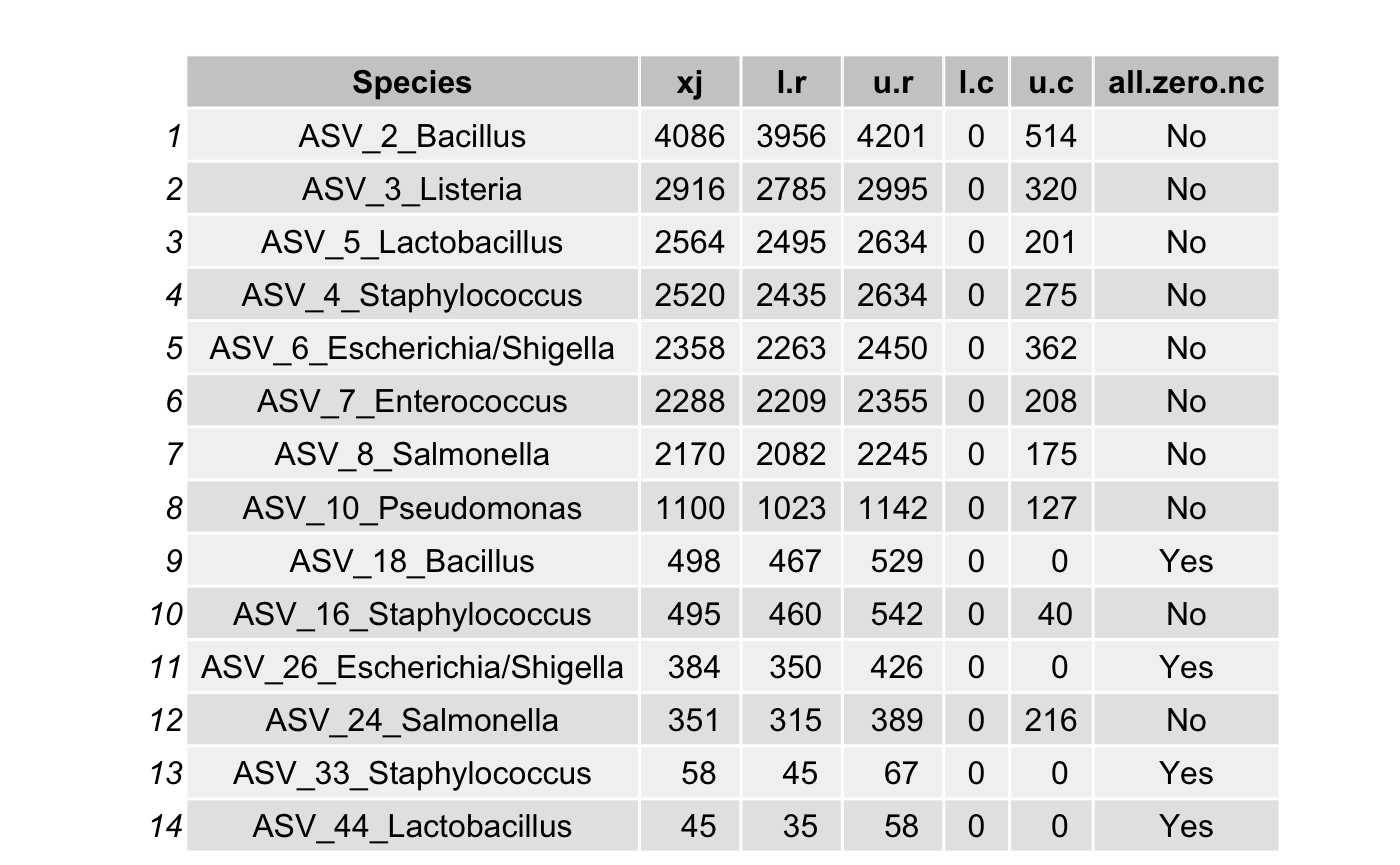 Species xj l.r u.r l.c u.c all.zero.nc
1 ASV_2_Bacillus 4086 3956 4201 0 514 No
2 ASV_3_Listeria 2916 2785 2995 0 320 No
3 ASV_5_Lactobacillus 2564 2495 2634 0 201 No
4 ASV_4_Staphylococcus 2520 2435 2634 0 275 No
5 ASV_6_Escherichia/Shigella 2358 2263 2450 0 362 No
6 ASV_7_Enterococcus 2288 2209 2355 0 208 No
7 ASV_8_Salmonella 2170 2082 2245 0 175 No
8 ASV_10_Pseudomonas 1100 1023 1142 0 127 No
9 ASV_18_Bacillus 498 467 529 0 0 Yes
10 ASV_16_Staphylococcus 495 460 542 0 40 No
11 ASV_26_Escherichia/Shigella 384 350 426 0 0 Yes
12 ASV_24_Salmonella 351 315 389 0 216 No
13 ASV_33_Staphylococcus 58 45 67 0 0 Yes
14 ASV_44_Lactobacillus 45 35 58 0 0 Yes